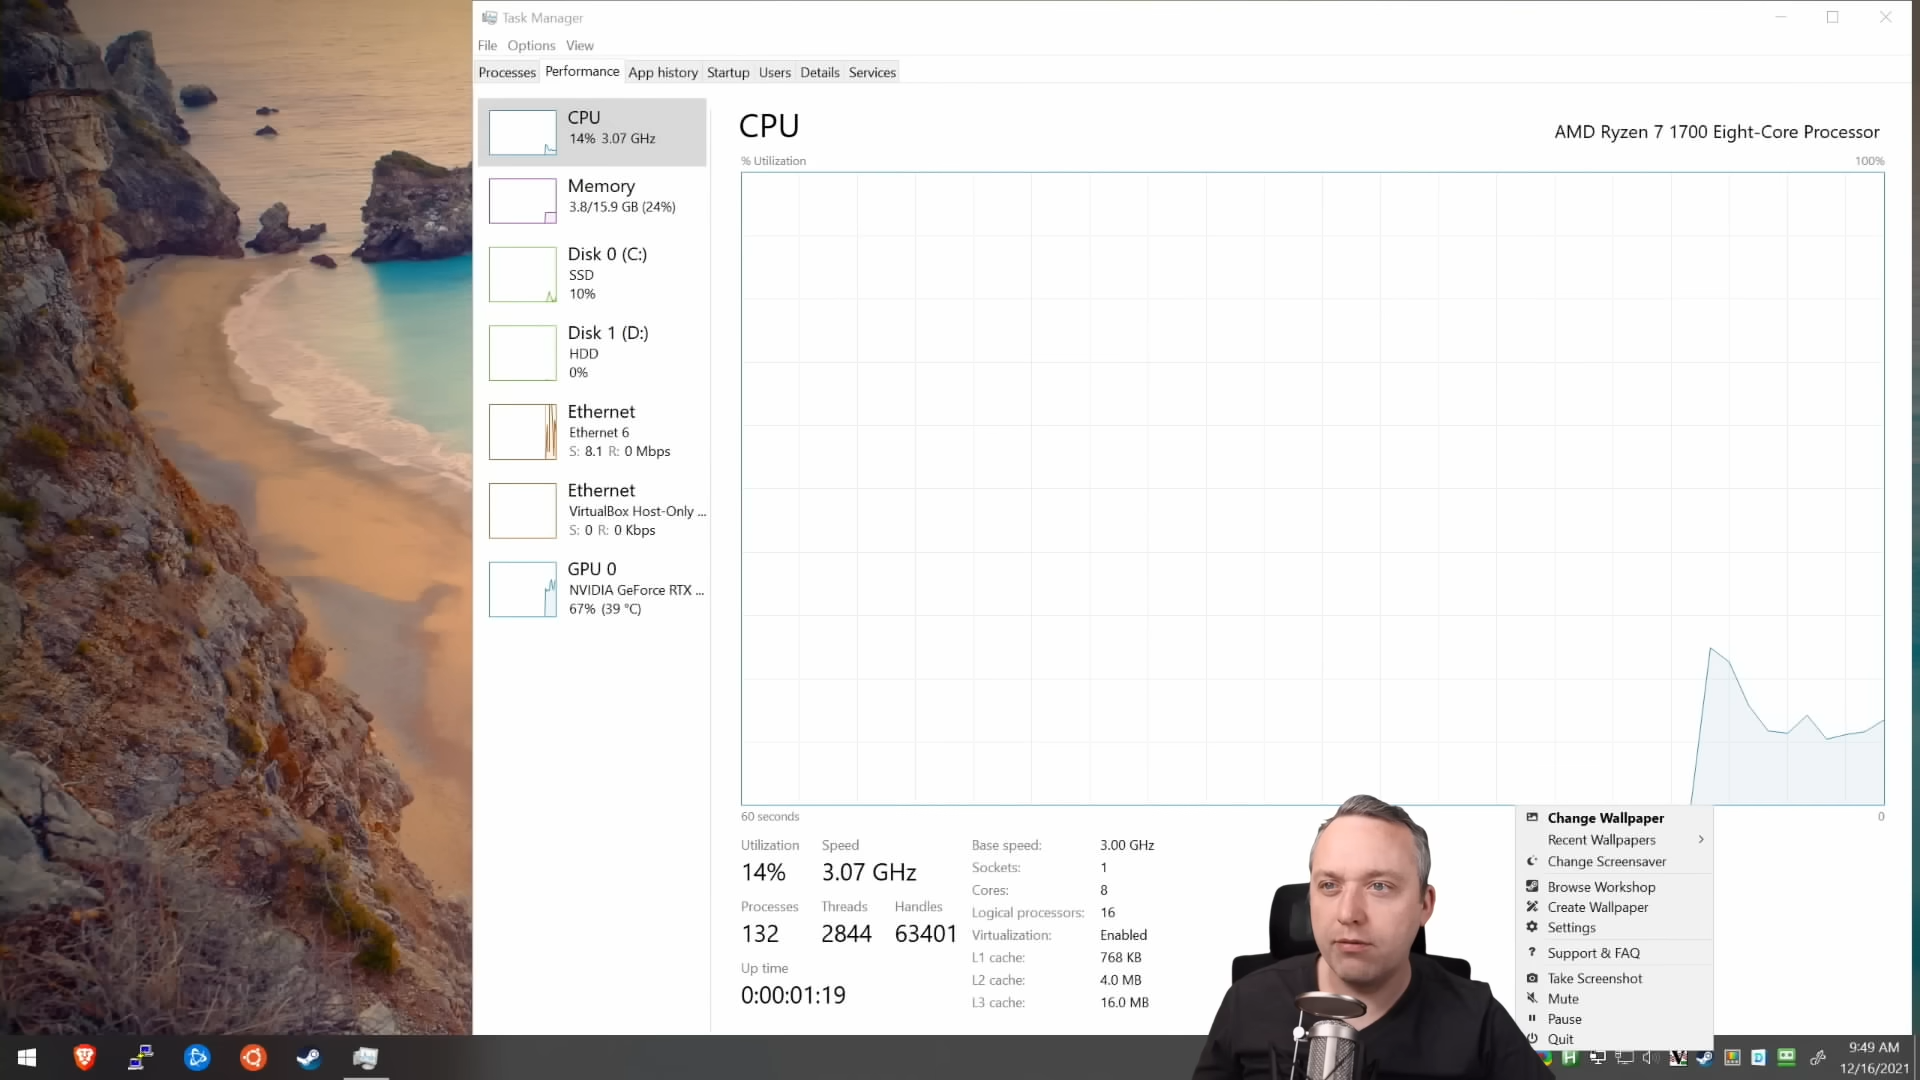 Task Manager
File Options View
Processes Performance App history Startup Users Details Services
CPU
14% 3.07 GHz
Memory
3.8/15.9 GB (24%)
Disk 0 (C:)
SSD
10%
Disk 1 (D:)
HDD
0%
Ethernet
Ethernet 6
S: 8.1 R: 0 Mbps
Ethernet
VirtualBox Host-Only ...
S: 0 R: 0 Kbps
GPU 0
NVIDIA GeForce RTX ...
67% (39 °C)
CPU
AMD Ryzen 7 1700 Eight-Core Processor
% Utilization
100%
60 seconds
0
Utilization Speed
14% 3.07 GHz
Processes Threads Handles
132 2844 63401
Up time
0:00:01:19
Base speed: 3.00 GHz
Sockets: 1
Cores: 8
Logical processors: 16
Virtualization: Enabled
L1 cache: 768 KB
L2 cache: 4.0 MB
L3 cache: 16.0 MB
Change Wallpaper
Recent Wallpapers
Change Screensaver
Browse Workshop
Create Wallpaper
Settings
Support & FAQ
Take Screenshot
Mute
Pause
Quit
9:49 AM
12/16/2021